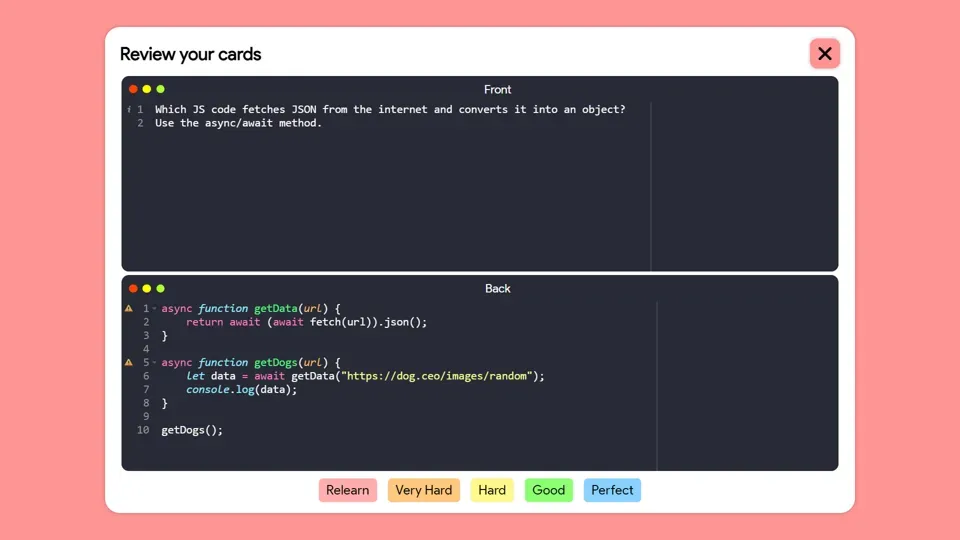 Review your cards
Front
1 Which JS code fetches JSON from the internet and converts it into an object?
2 Use the async/await method.
Back
1 async function getData(url) {
2 return await (await fetch(url)).json();
3 }
4
5 async function getDogs(url) {
6 let data = await getData("https://dog.ceo/images/random");
7 console.log(data);
8 }
9
10 getDogs();
Relearn Very Hard Hard Good Perfect